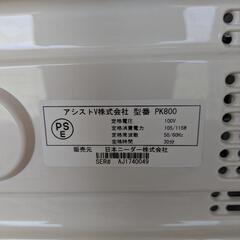 アシストV株式会社 型番 PK800
PSE
定格電圧 100V
定格消費電力 105/115W
定格周波数 50/60Hz
定格時間 30分
販売元 日本ニーダー株式会社
SER# AJ1740049